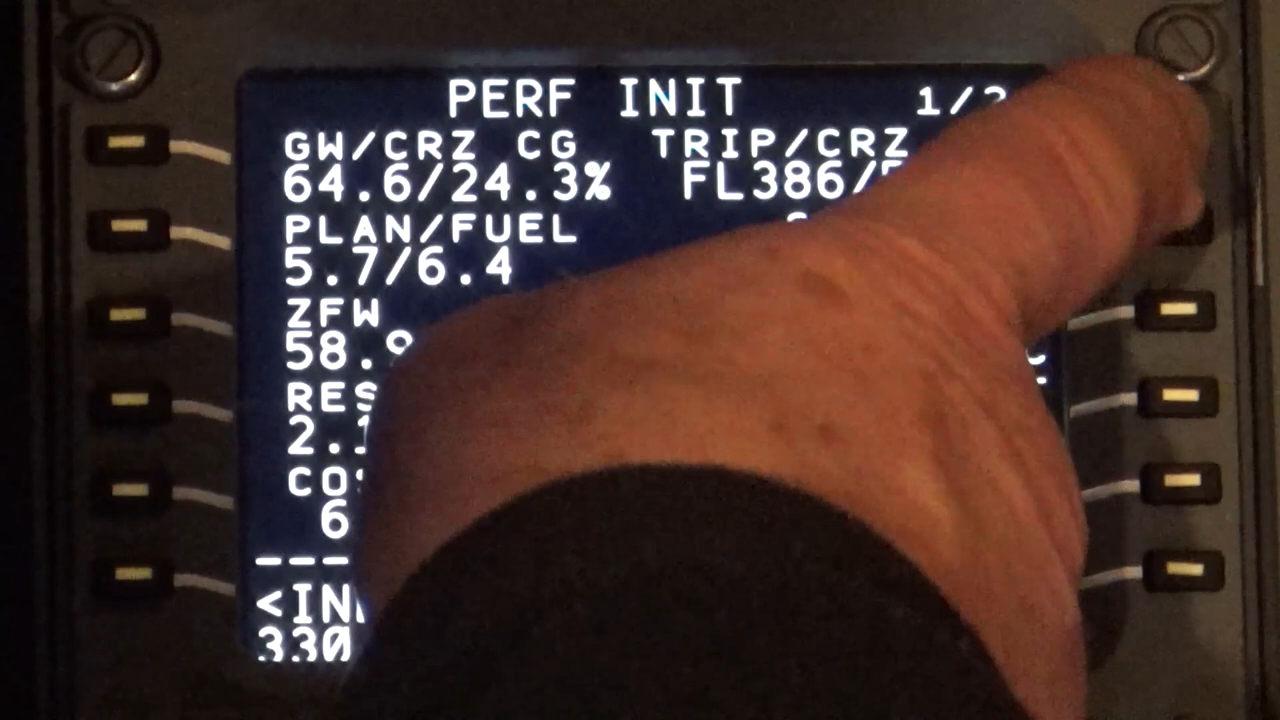 PERF INIT 1/2
GW/CRZ CG TRIP/CRZ
64.6/24.3% FL386/
PLAN/FUEL
5.7/6.4
ZFW
58.9
RES
2.1
CO
6
---
<IN
330